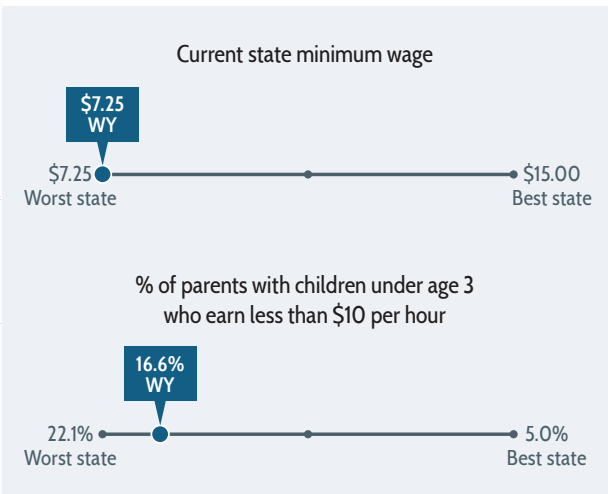 Current state minimum wage
$7.25
WY
$7.25
$15.00
Worst state
Best state
% of parents with children under age 3
who earn less than $10 per hour
16.6%
WY
22.1%
5.0%
Worst state
Best state